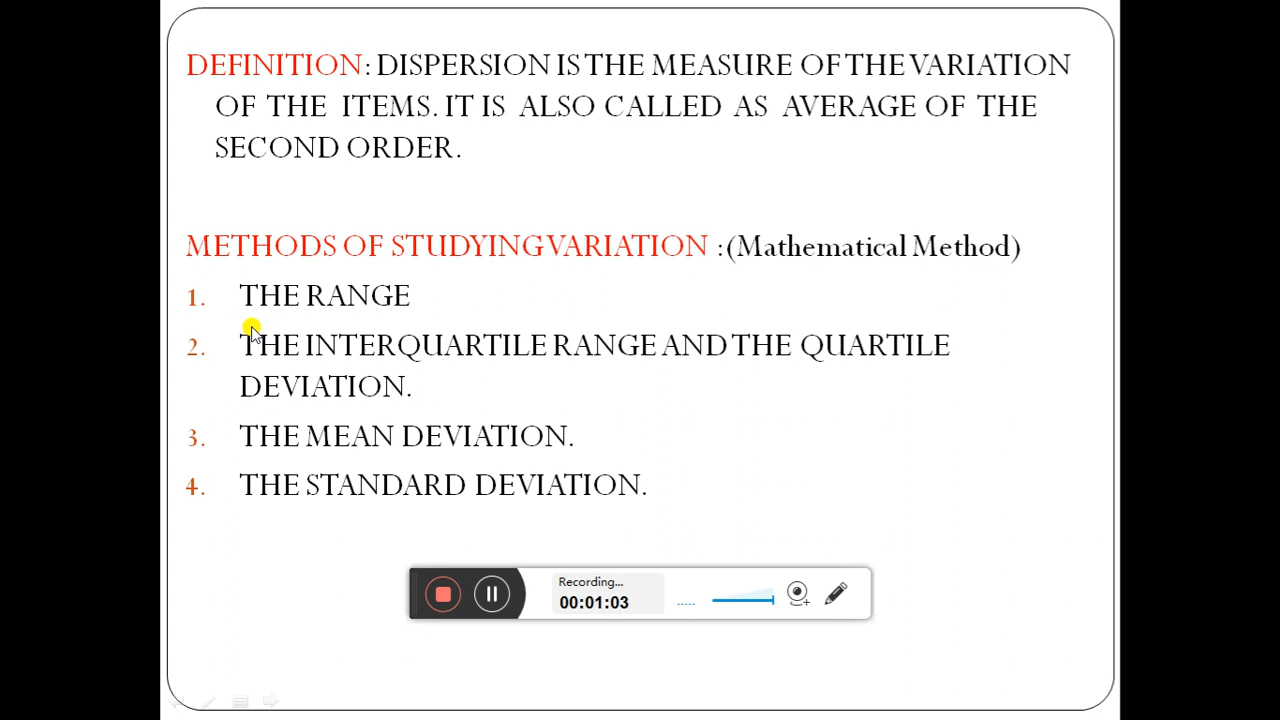 DEFINITION: DISPERSION IS THE MEASURE OF THE VARIATION
OF THE ITEMS. IT IS ALSO CALLED AS AVERAGE OF THE
SECOND ORDER.
METHODS OF STUDYING VARIATION :(Mathematical Method)
1. THE RANGE
2. THE INTERQUARTILE RANGE AND THE QUARTILE
DEVIATION.
3. THE MEAN DEVIATION.
4. THE STANDARD DEVIATION.
Recording...
00:01:03